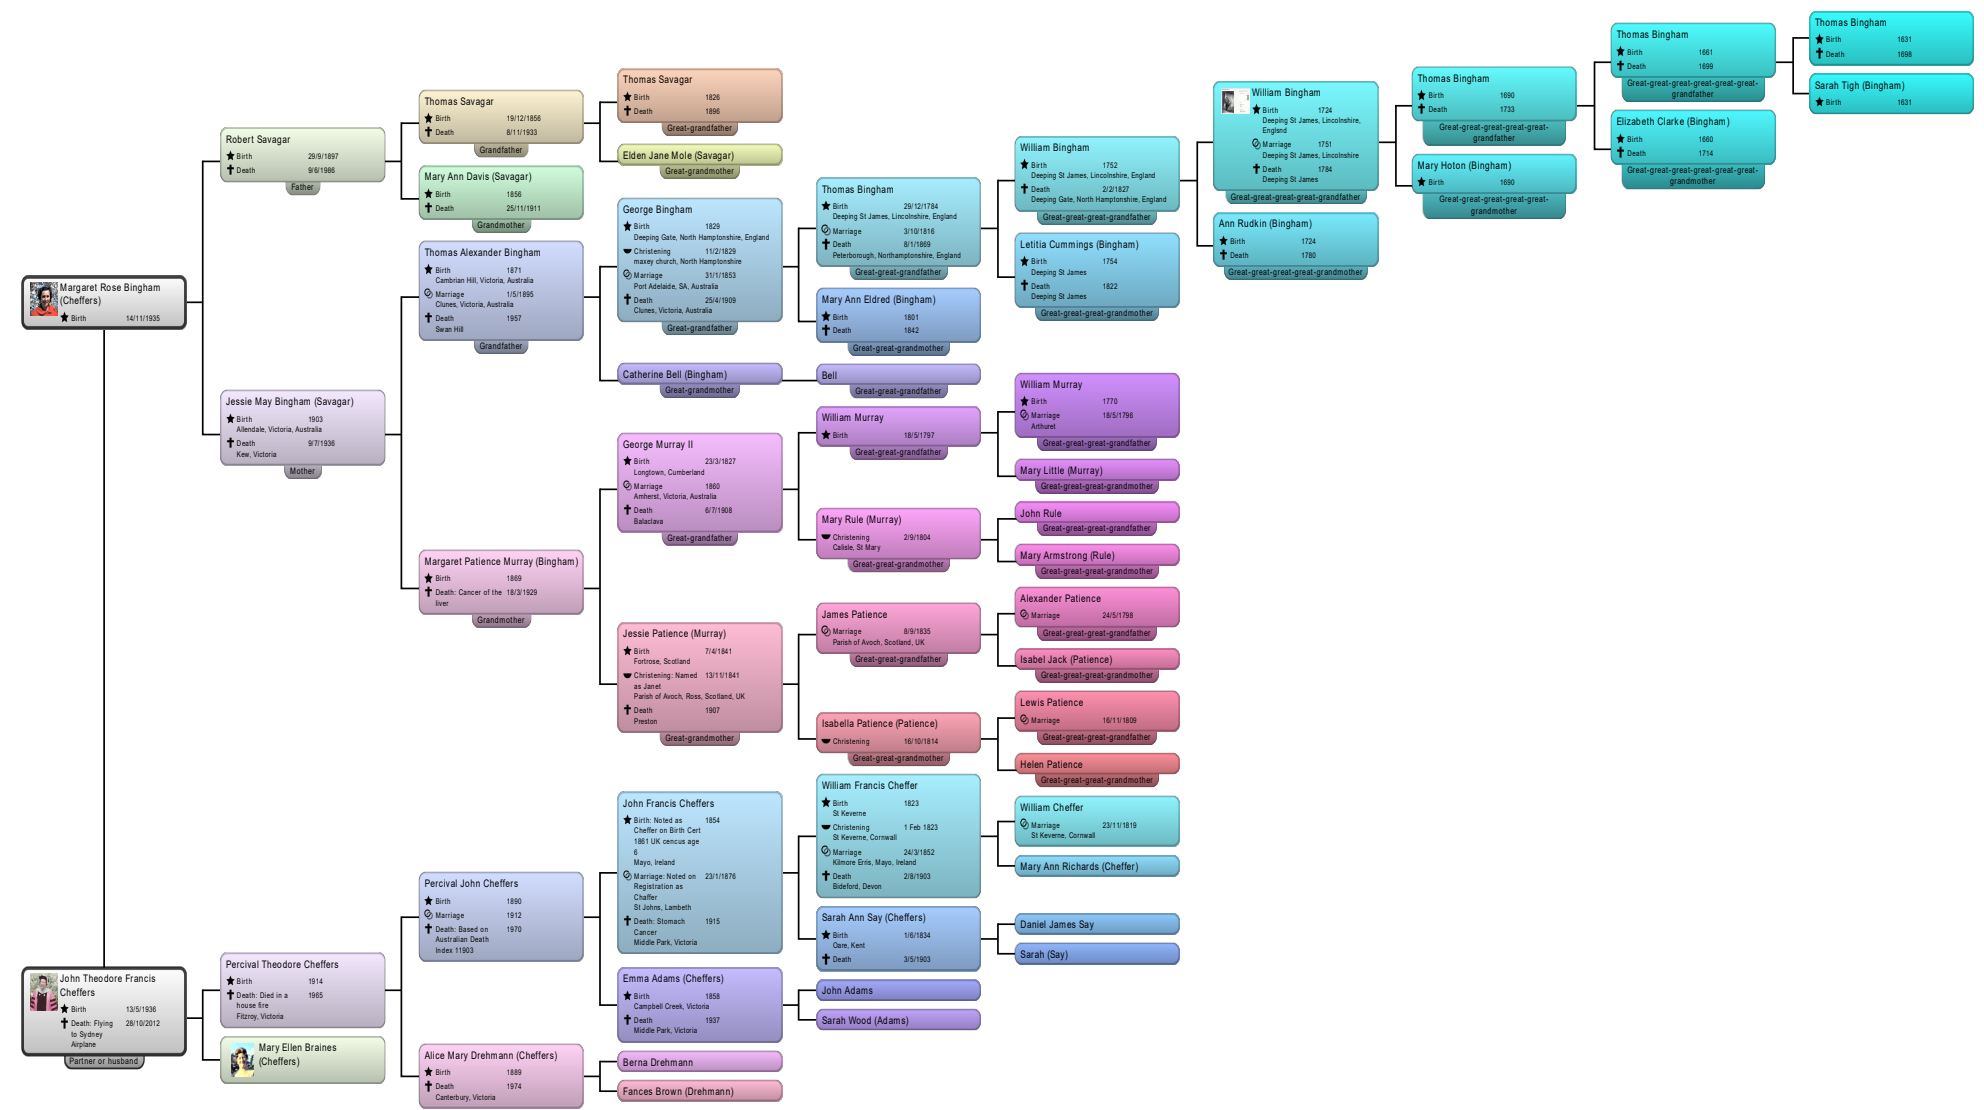 Margaret Rose Bingham
(Cheffers)
Birth 14/11/1935
John Theodore Francis
Cheffers
Birth 13/5/1936
Death: Flying 28/10/2012
to Sydney
Airplane
Partner or husband
Robert Savagar
Birth 29/9/1897
Death 9/6/1986
Father
Jessie May Bingham (Savagar)
Birth 1903
Allendale, Victoria, Australia
Death 9/7/1936
Kew, Victoria
Mother
Percival Theodore Cheffers
Birth 1914
Death: Died in a 1965
house fire
Fitzroy, Victoria
Mary Ellen Braines
(Cheffers)
Thomas Savagar
Birth 19/12/1856
Death 8/11/1933
Grandfather
Mary Ann Davis (Savagar)
Birth 1856
Death 25/11/1911
Grandmother
Thomas Alexander Bingham
Birth 1871
Cambrian Hill, Victoria, Australia
Marriage 1/5/1895
Clunes, Victoria, Australia
Death 1957
Swan Hill
Grandfather
Margaret Patience Murray (Bingham)
Birth 1869
Death: Cancer of the 18/3/1929
liver
Grandmother
Percival John Cheffers
Birth 1890
Marriage 1912
Death: Based on 1970
Australian Death
Index 11903
Alice Mary Drehmann (Cheffers)
Birth 1889
Death 1974
Canterbury, Victoria
Thomas Savagar
Birth 1826
Death 1896
Great-grandfather
Elden Jane Mole (Savagar)
Great-grandmother
George Bingham
Birth 1829
Deeping Gate, North Hamptonshire, England
Christening 11/2/1829
maxey church, North Hamptonshire
Marriage 31/1/1853
Port Adelaide, SA, Australia
Death 25/4/1909
Clunes, Victoria, Australia
Great-grandfather
Catherine Bell (Bingham)
Great-grandmother
George Murray II
Birth 23/3/1827
Longtown, Cumberland
Marriage 1860
Amherst, Victoria, Australia
Death 6/7/1908
Balaclava
Great-grandfather
Jessie Patience (Murray)
Birth 7/4/1841
Fortrose, Scotland
Christening: Named 13/11/1841
as Janet
Parish of Avoch, Ross, Scotland, UK
Death 1907
Preston
Great-grandmother
John Francis Cheffers
Birth: Noted as 1854
Cheffer on Birth Cert
1861 UK cencus age
6
Mayo, Ireland
Marriage: Noted on 23/1/1876
Registration as
Chaffer
St Johns, Lambeth
Death: Stomach 1915
Cancer
Middle Park, Victoria
Emma Adams (Cheffers)
Birth 1858
Campbell Creek, Victoria
Death 1937
Middle Park, Victoria
Berna Drehmann
Fances Brown (Drehmann)
Thomas Bingham
Birth 29/12/1784
Deeping St James, Lincolnshire, England
Marriage 3/10/1816
Death 8/1/1869
Peterborough, Northamptonshire, England
Great-great-grandfather
Mary Ann Eldred (Bingham)
Birth 1801
Death 1842
Great-great-grandmother
Bell
Great-great-grandfather
William Murray
Birth 18/5/1797
Great-great-grandfather
Mary Rule (Murray)
Christening 2/9/1804
Calisle, St Mary
Great-great-grandmother
James Patience
Marriage 8/9/1835
Parish of Avoch, Scotland, UK
Great-great-grandfather
Isabella Patience (Patience)
Christening 16/10/1814
Great-great-grandmother
William Francis Cheffer
Birth 1823
St Keverne
Christening 1 Feb 1823
St Keverne, Cornwall
Marriage 24/3/1852
Kilmore Erris, Mayo, Ireland
Death 2/8/1903
Bideford, Devon
Sarah Ann Say (Cheffers)
Birth 1/6/1834
Oare, Kent
Death 3/5/1903
John Adams
Sarah Wood (Adams)
William Bingham
Birth 1752
Deeping St James, Lincolnshire, England
Death 2/2/1827
Deeping Gate, North Hamptonshire, England
Great-great-great-grandfather
Letitia Cummings (Bingham)
Birth 1754
Deeping St James
Death 1822
Deeping St James
Great-great-great-grandmother
William Murray
Birth 1770
Marriage 18/5/1796
Arthuret
Great-great-great-grandfather
Mary Little (Murray)
Great-great-great-grandmother
John Rule
Great-great-great-grandfather
Mary Armstrong (Rule)
Great-great-great-grandmother
Alexander Patience
Marriage 24/5/1798
Great-great-great-grandfather
Isabel Jack (Patience)
Great-great-great-grandmother
Lewis Patience
Marriage 16/11/1809
Great-great-great-grandfather
Helen Patience
Great-great-great-grandmother
William Cheffer
Marriage 23/11/1819
St Keverne, Cornwall
Mary Ann Richards (Cheffer)
Daniel James Say
Sarah (Say)
William Bingham
Birth 1724
Deeping St James, Lincolnshire,
Englsnd
Marriage 1751
Deeping St James, Lincolnshire
Death 1784
Deeping St James
Great-great-great-great-grandfather
Ann Rudkin (Bingham)
Birth 1724
Death 1780
Great-great-great-great-grandmother
Thomas Bingham
Birth 1690
Death 1733
Great-great-great-great-great-
grandfather
Mary Hoton (Bingham)
Birth 1690
Great-great-great-great-great-
grandmother
Thomas Bingham
Birth 1661
Death 1699
Great-great-great-great-great-great-
grandfather
Elizabeth Clarke (Bingham)
Birth 1660
Death 1714
Great-great-great-great-great-great-
grandmother
Thomas Bingham
Birth 1631
Death 1698
Sarah Tigh (Bingham)
Birth 1631